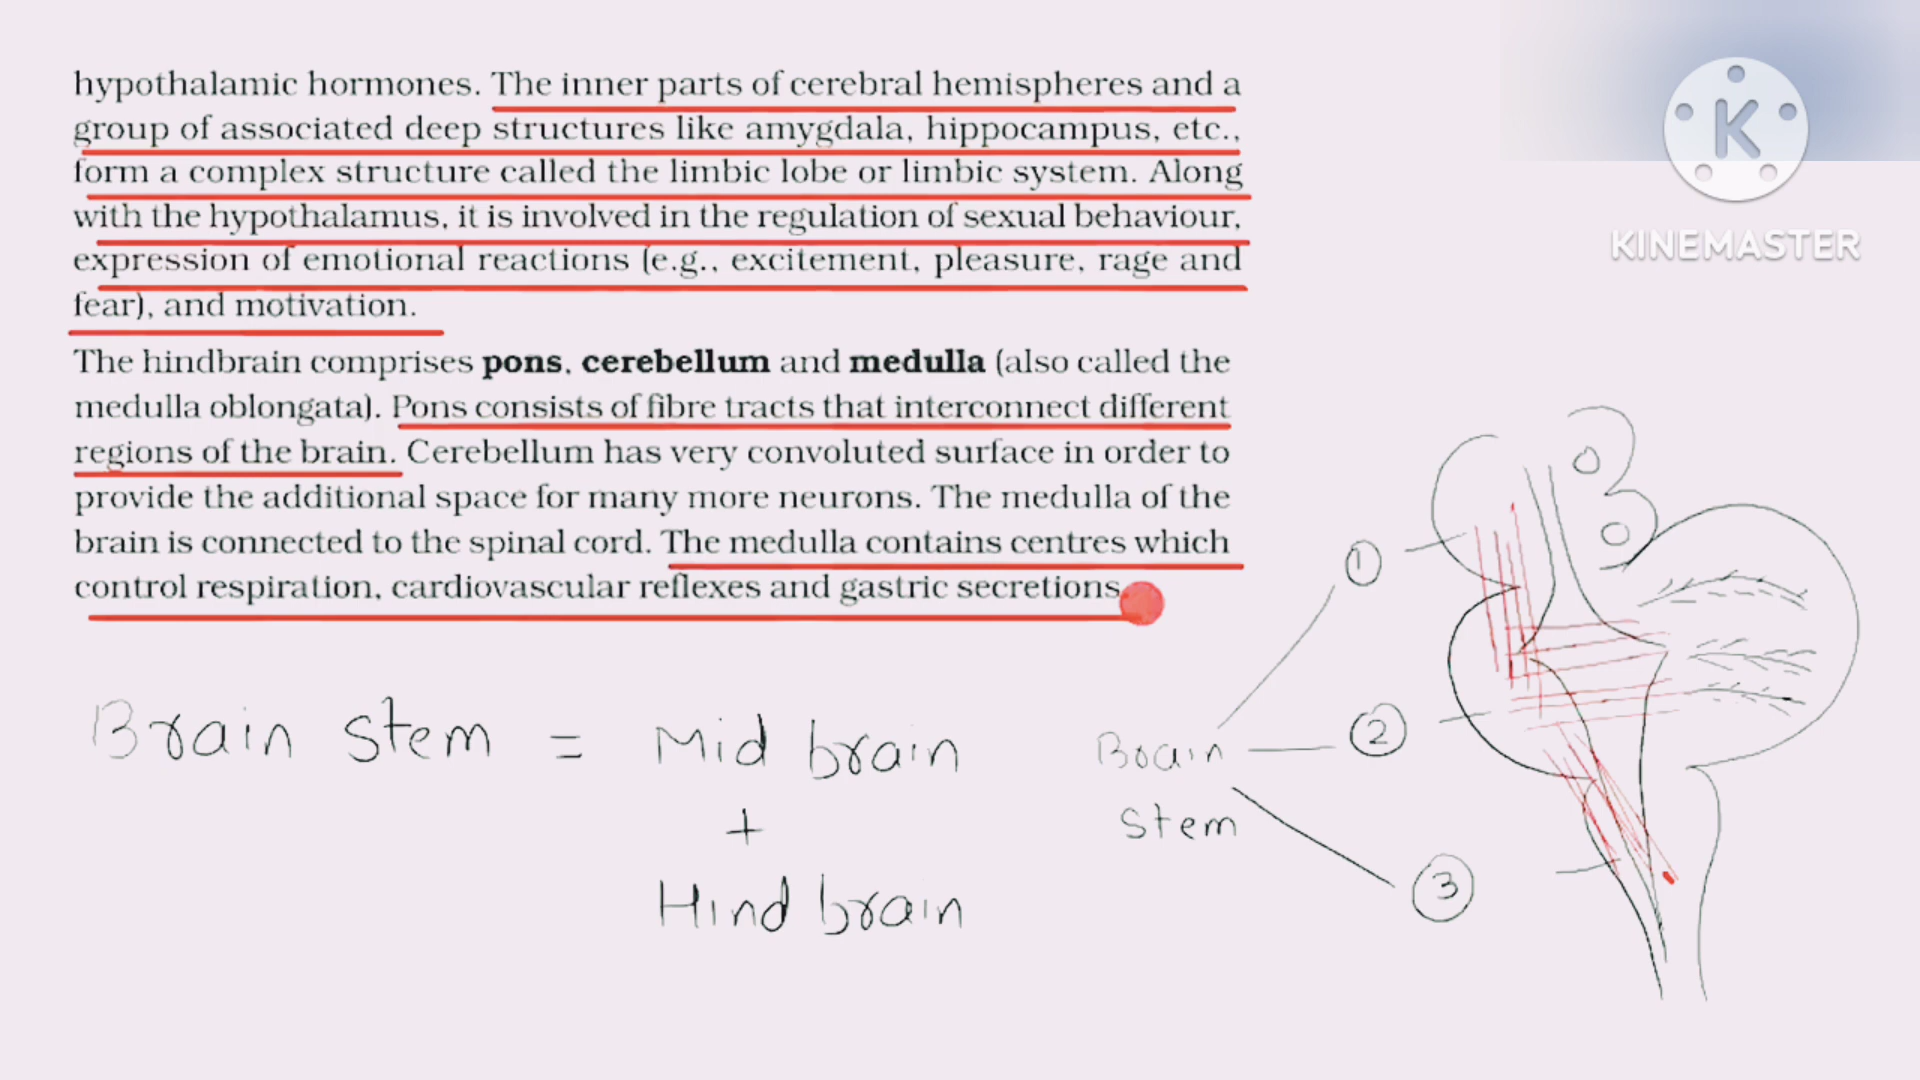 hypothalamic hormones. The inner parts of cerebral hemispheres and a
group of associated deep structures like amygdala, hippocampus, etc.,
form a complex structure called the limbic lobe or limbic system. Along
with the hypothalamus, it is involved in the regulation of sexual behaviour,
expression of emotional reactions (e.g., excitement, pleasure, rage and
fear), and motivation.
The hindbrain comprises pons, cerebellum and medulla (also called the
medulla oblongata). Pons consists of fibre tracts that interconnect different
regions of the brain. Cerebellum has very convoluted surface in order to
provide the additional space for many more neurons. The medulla of the
brain is connected to the spinal cord. The medulla contains centres which
control respiration, cardiovascular reflexes and gastric secretions.
K
KINEMASTER
Brain stem = Mid brain
+
Hind brain
Brain
stem
1
2
3